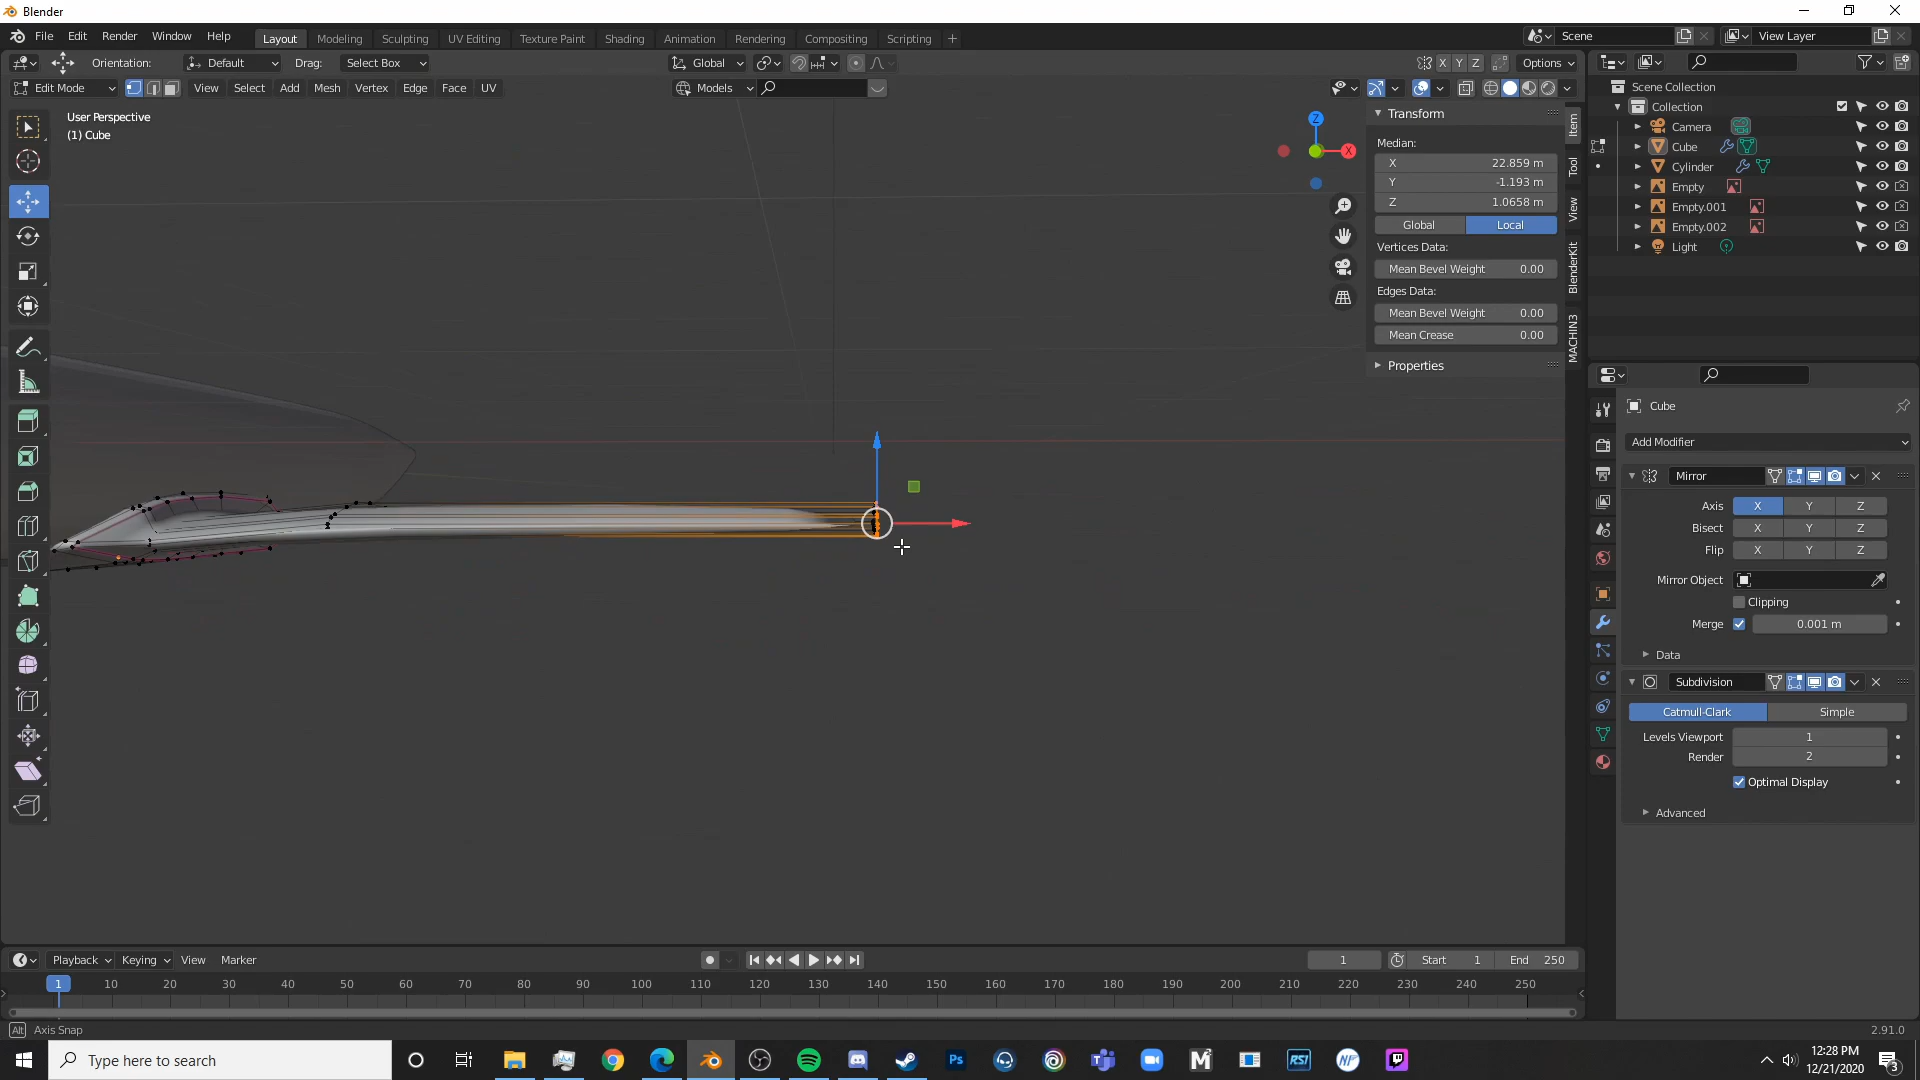 Blender
File Edit Render Window Help
Layout Modeling Sculpting UV Editing Texture Paint Shading Animation Rendering Compositing Scripting
Scene View Layer
Orientation: Default Drag: Select Box Global X Y Z Options
Edit Mode View Select Add Mesh Vertex Edge Face UV Models
User Perspective
(1) Cube
Z
X
Transform
Median:
X 22.859 m
Y -1.193 m
Z 1.0658 m
Global Local
Vertices Data:
Mean Bevel Weight 0.00
Edges Data:
Mean Bevel Weight 0.00
Mean Crease 0.00
Properties
Item
Tool
View
BlenderKit
MACHIN3
Scene Collection
Collection
Camera
Cube
Cylinder
Empty
Empty.001
Empty.002
Light
Cube
Add Modifier
Mirror
Axis X Y Z
Bisect X Y Z
Flip X Y Z
Mirror Object
Clipping
Merge 0.001 m
Data
Subdivision
Catmull-Clark Simple
Levels Viewport 1
Render 2
Optimal Display
Advanced
Playback Keying View Marker 1 Start 1 End 250
1 10 20 30 40 50 60 70 80 90 100 110 120 130 140 150 160 170 180 190 200 210 220 230 240 250
Alt Axis Snap 2.91.0
Type here to search
Ps
M
RSI
NF
12:28 PM
12/21/2020
3